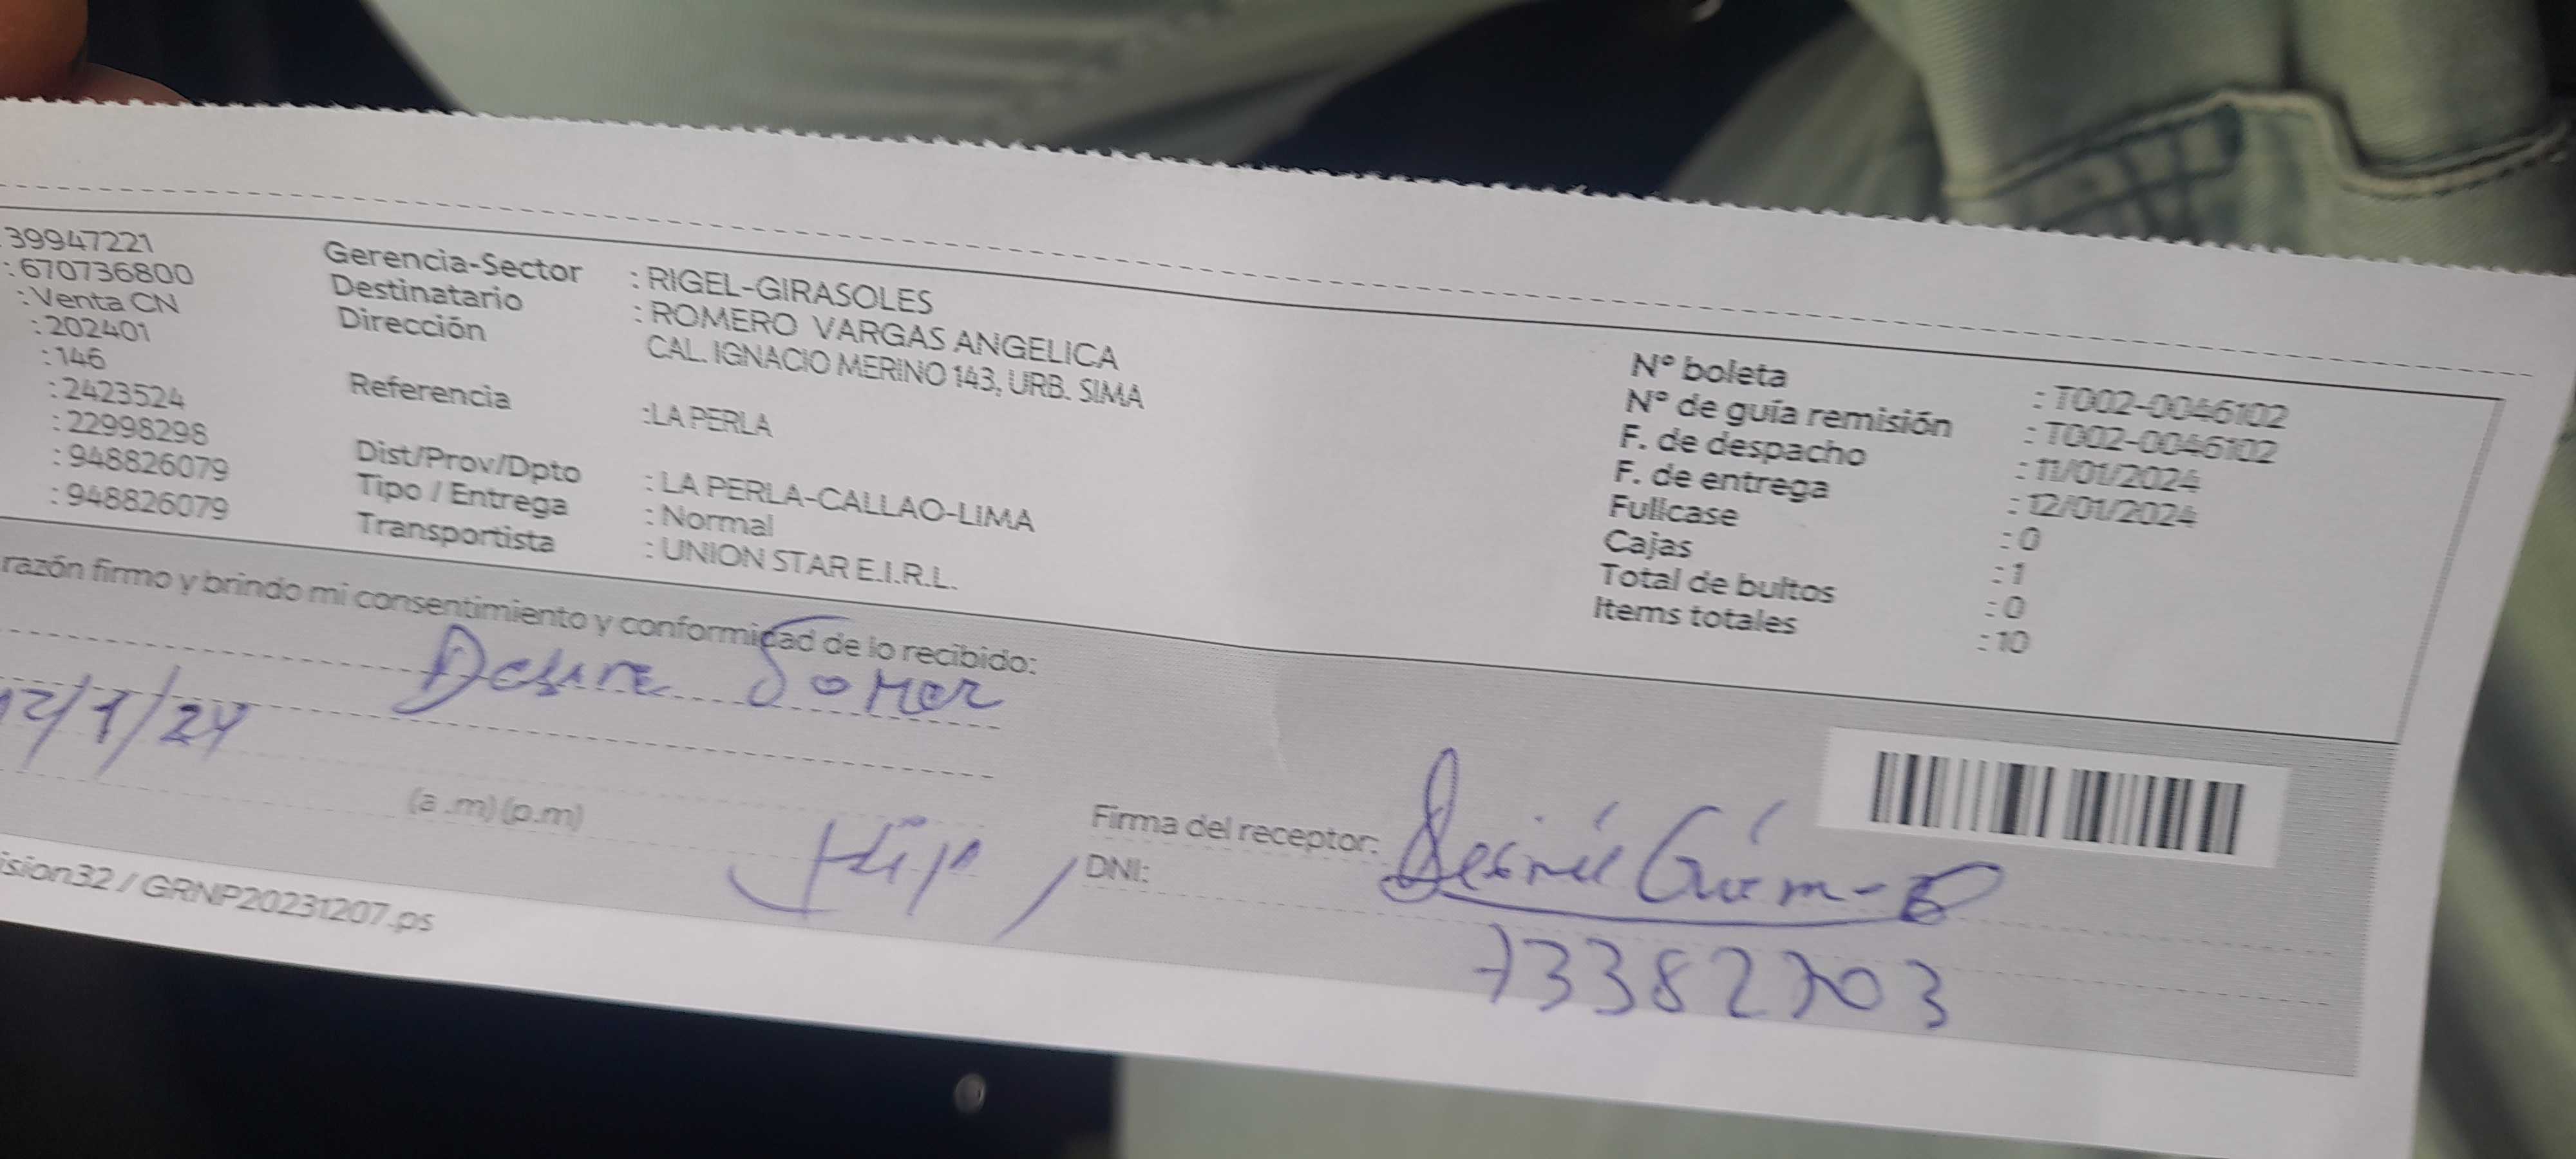 39947221
: 670736800
: Venta CN
: 202401
: 146
: 2423524
: 22998298
: 948826079
: 948826079
Gerencia-Sector : RIGEL-GIRASOLES
Destinatario : ROMERO VARGAS ANGELICA
Dirección CAL. IGNACIO MERINO 143, URB. SIMA
Referencia :LA PERLA
Dist/Prov/Dpto : LA PERLA-CALLAO-LIMA
Tipo / Entrega : Normal
Transportista : UNION STAR E.I.R.L.
N° boleta : T002-0046102
N° de guía remisión : T002-0046102
F. de despacho : 11/01/2024
F. de entrega : 12/01/2024
Fullcase : 0
Cajas : 1
Total de bultos : 0
Items totales : 10
razón firmo y brindo mi consentimiento y conformidad de lo recibido:
12/1/24
(a .m) (p.m)
Hija
Firma del receptor:
DNI: 73382703
ision32 / GRNP20231207.ps